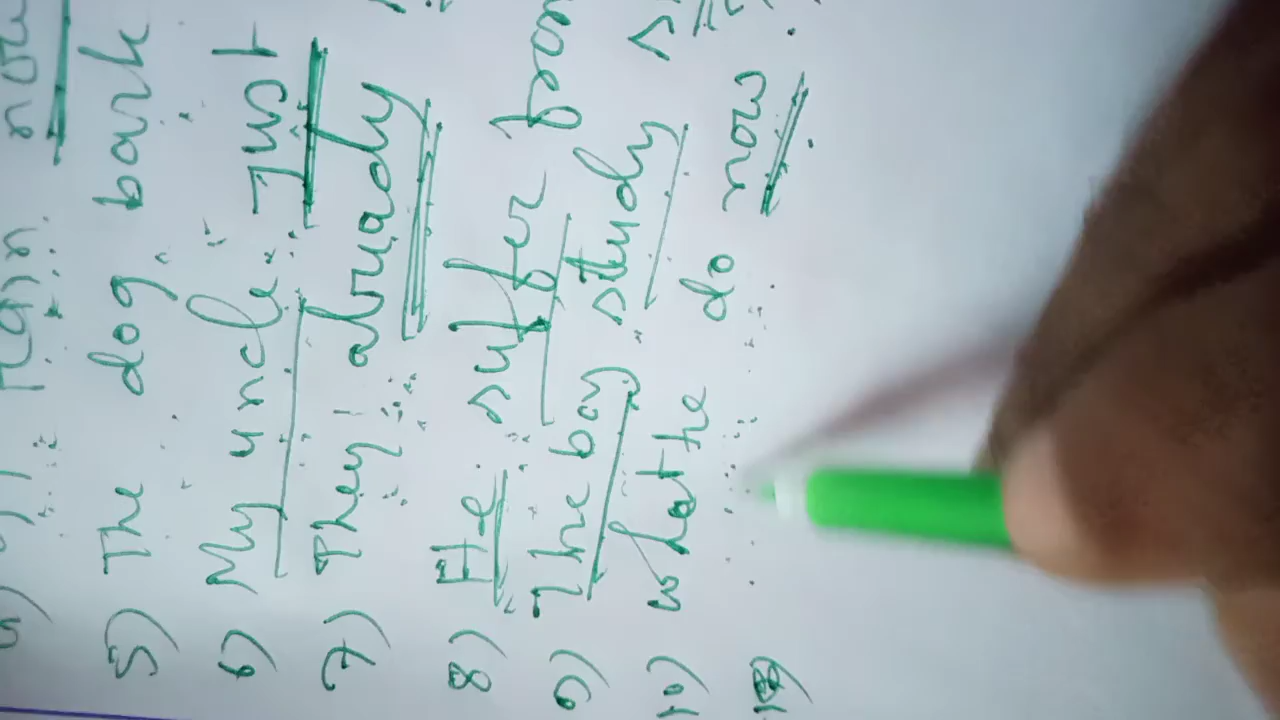 now
5) The dog bark
6) My uncle Just
7) They already
8) He suffer from
9) The boy study
10) what he do now